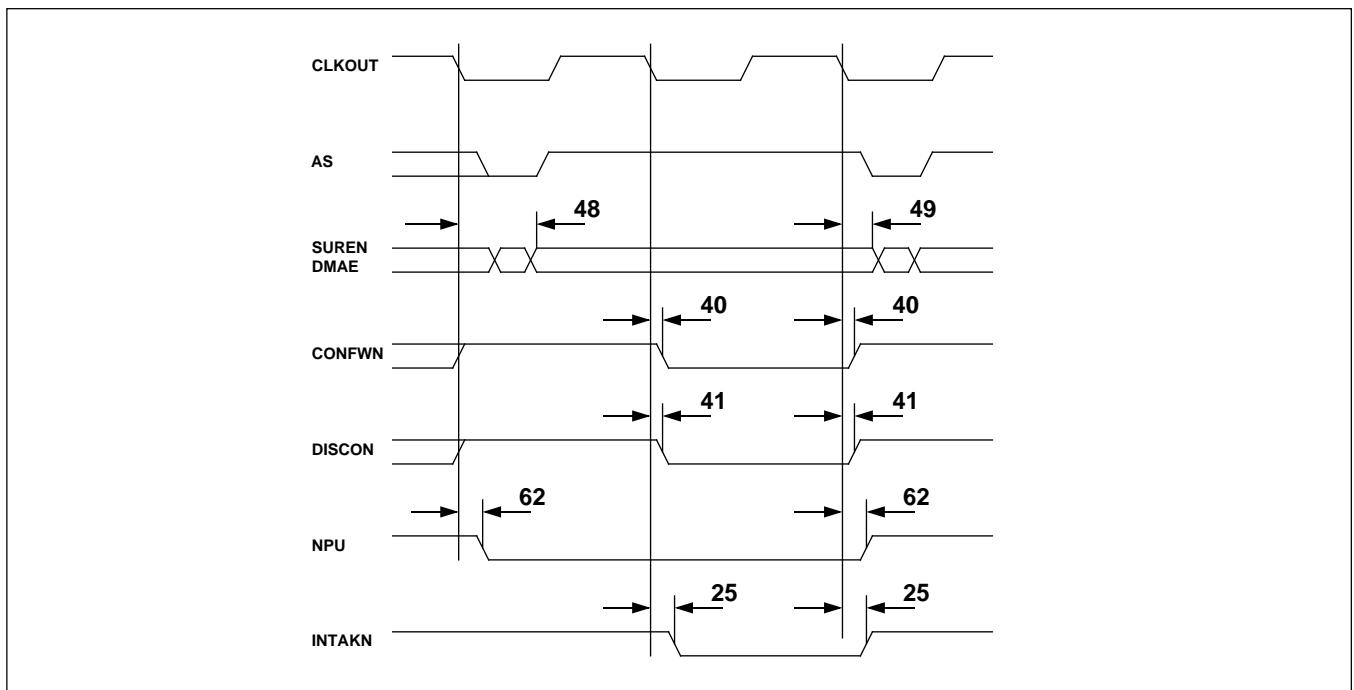 CLKOUT
AS
48
49
SUREN
DMAE
40
40
CONFWN
41
41
DISCON
62
62
NPU
25
25
INTAKN